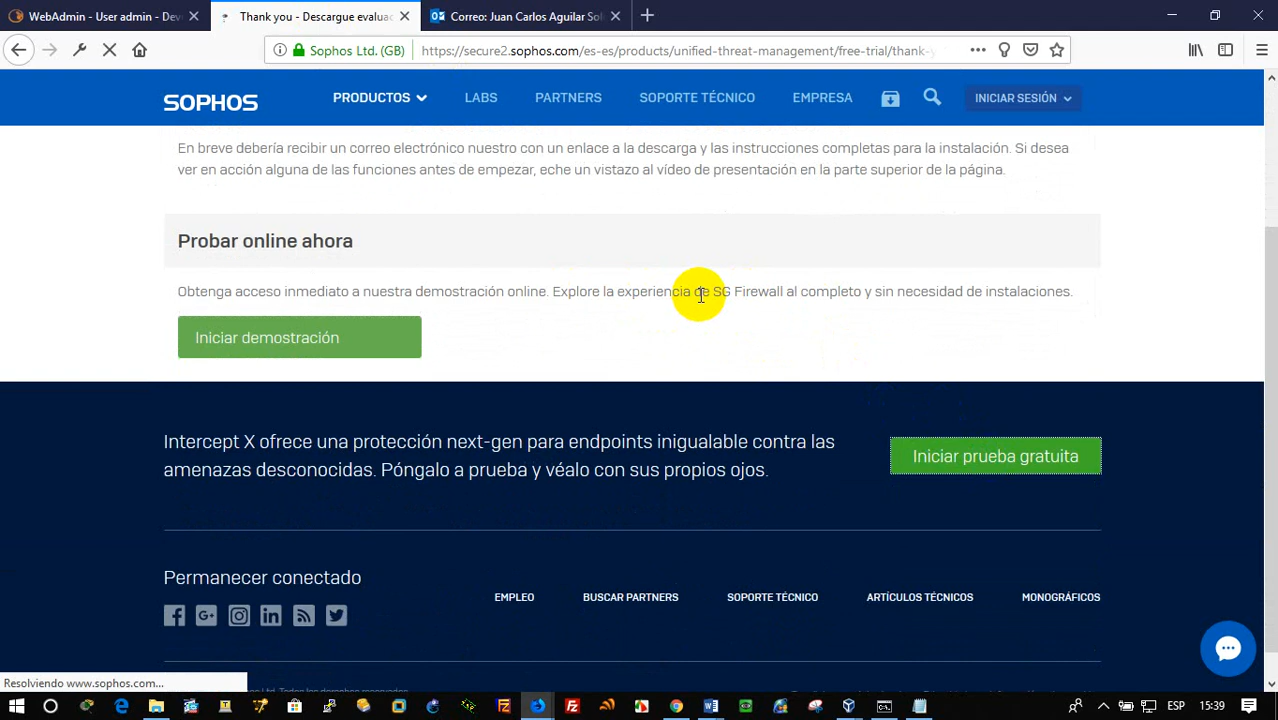 WebAdmin - User admin - Dev
Thank you - Descargue evaluac
Correo: Juan Carlos Aguilar Sol
Sophos Ltd. (GB)
https://secure2.sophos.com/es-es/products/unified-threat-management/free-trial/thank-y
SOPHOS
PRODUCTOS
LABS
PARTNERS
SOPORTE TÉCNICO
EMPRESA
INICIAR SESIÓN
En breve debería recibir un correo electrónico nuestro con un enlace a la descarga y las instrucciones completas para la instalación. Si desea
ver en acción alguna de las funciones antes de empezar, eche un vistazo al vídeo de presentación en la parte superior de la página.
Probar online ahora
Obtenga acceso inmediato a nuestra demostración online. Explore la experiencia de SG Firewall al completo y sin necesidad de instalaciones.
Iniciar demostración
Intercept X ofrece una protección next-gen para endpoints inigualable contra las
amenazas desconocidas. Póngalo a prueba y véalo con sus propios ojos.
Iniciar prueba gratuita
Permanecer conectado
EMPLEO
BUSCAR PARTNERS
SOPORTE TÉCNICO
ARTÍCULOS TÉCNICOS
MONOGRÁFICOS
Resolviendo www.sophos.com...
ESP
15:39